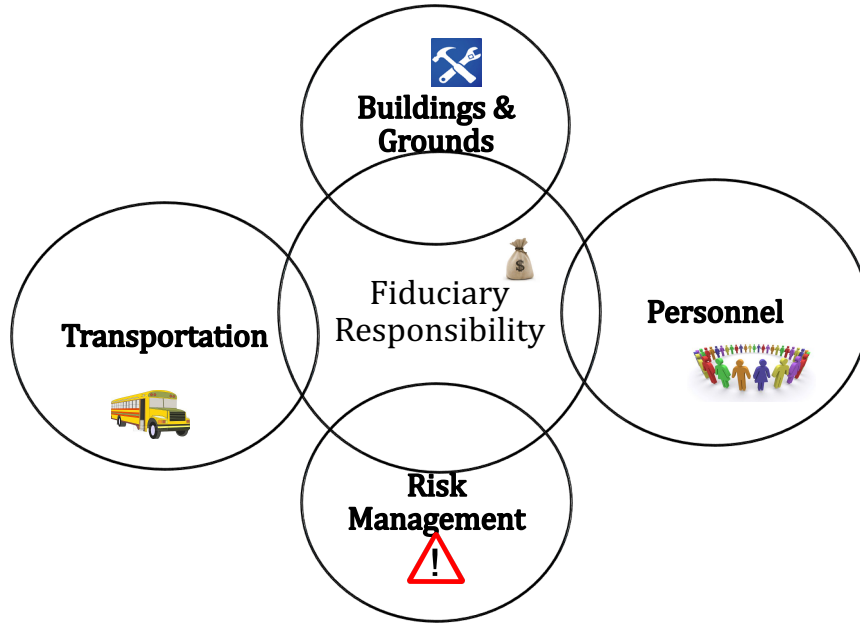 Buildings &
Grounds
Fiduciary
Responsibility
Transportation
Personnel
Risk
Management
$
!